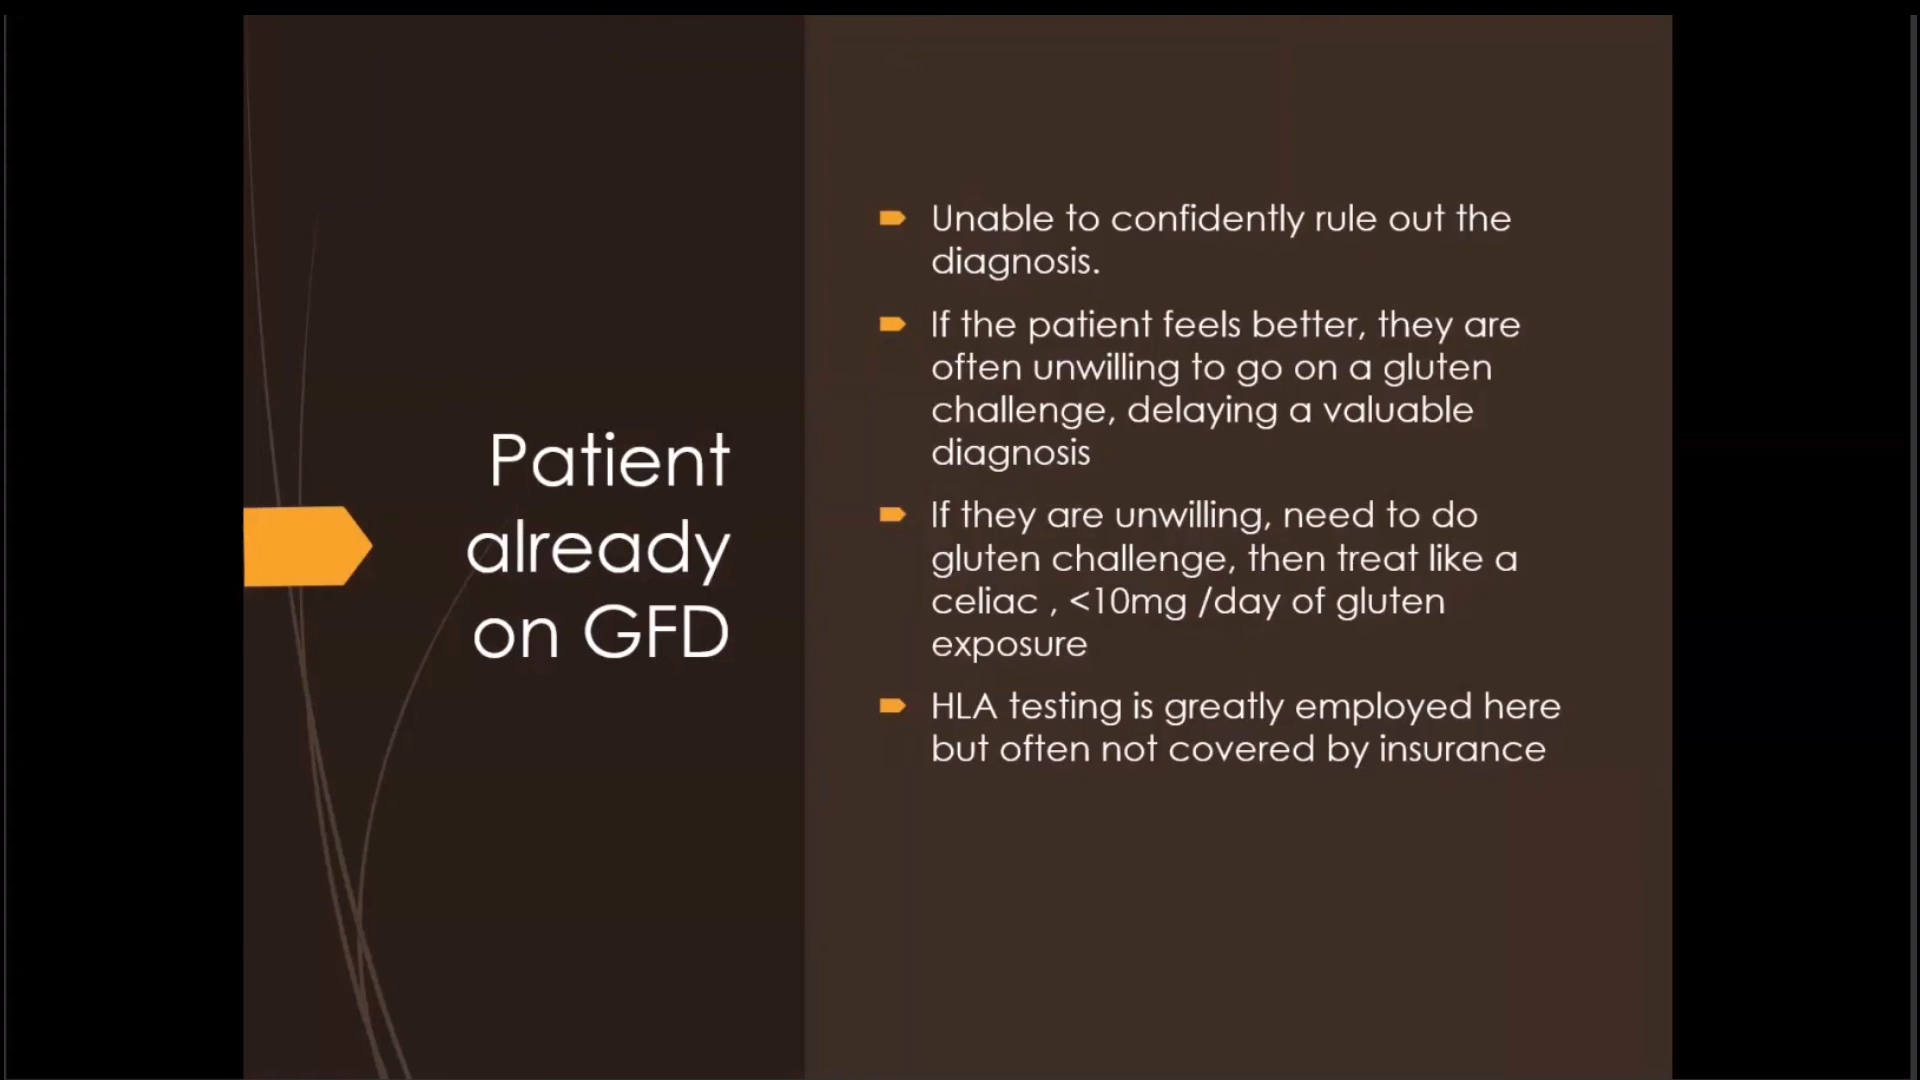 Patient
already
on GFD
Unable to confidently rule out the
diagnosis.
If the patient feels better, they are
often unwilling to go on a gluten
challenge, delaying a valuable
diagnosis
If they are unwilling, need to do
gluten challenge, then treat like a
celiac , <10mg /day of gluten
exposure
HLA testing is greatly employed here
but often not covered by insurance